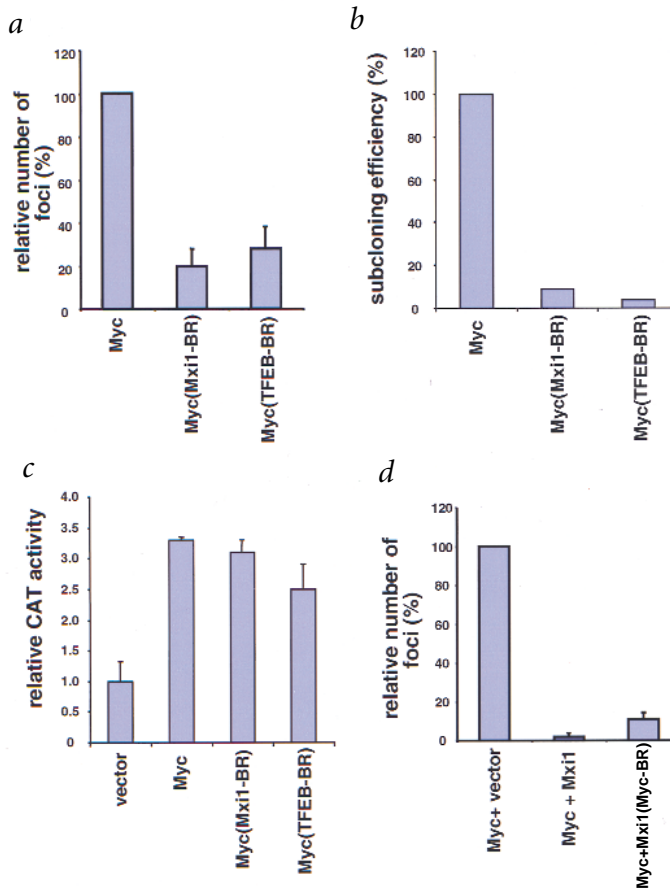 a
relative number of
foci (%)
120
100
80
60
40
20
0
Myc
Myc(Mxi1-BR)
Myc(TFEB-BR)
b
subcloning efficiency (%)
120
100
80
60
40
20
0
Myc
Myc(Mxi1-BR)
Myc(TFEB-BR)
c
relative CAT activity
4.0
3.5
3.0
2.5
2.0
1.5
1.0
0.5
0
vector
Myc
Myc(Mxi1-BR)
Myc(TFEB-BR)
d
relative number of
foci (%)
120
100
80
60
40
20
0
Myc+ vector
Myc + Mxi1
Myc+Mxi1(Myc-BR)